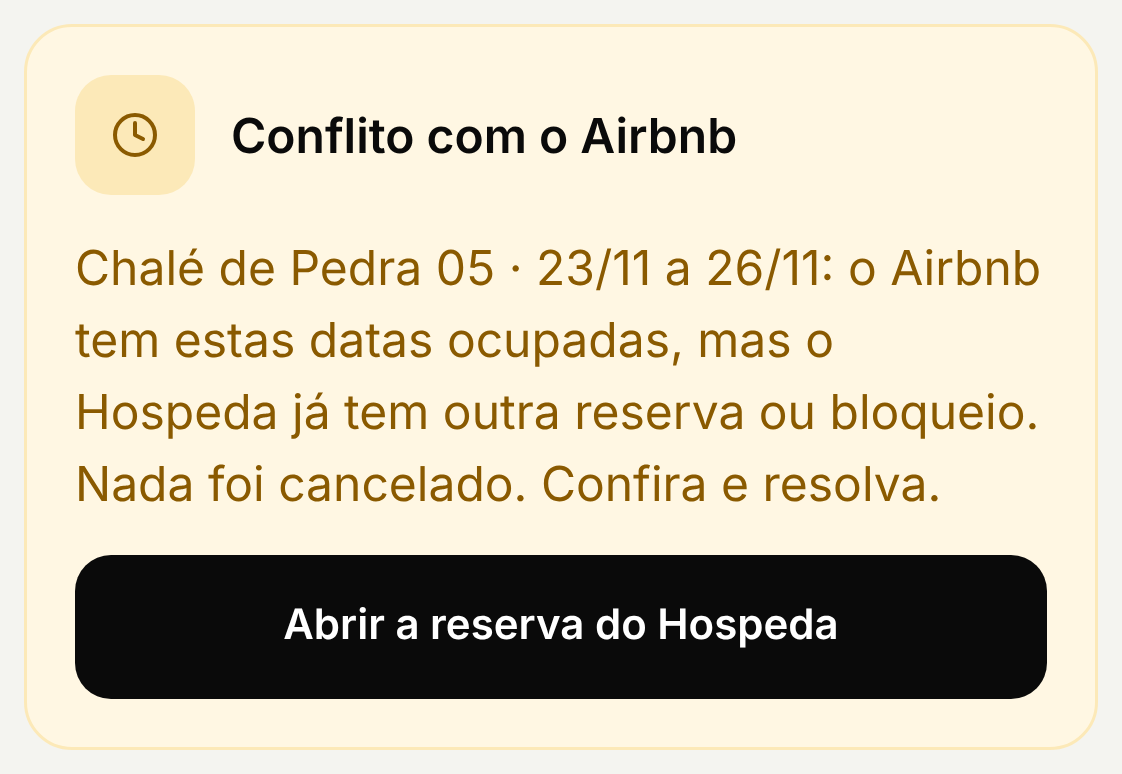 Conflito com o Airbnb
Chalé de Pedra 05 · 23/11 a 26/11: o Airbnb
tem estas datas ocupadas, mas o
Hospeda já tem outra reserva ou bloqueio.
Nada foi cancelado. Confira e resolva.
Abrir a reserva do Hospeda